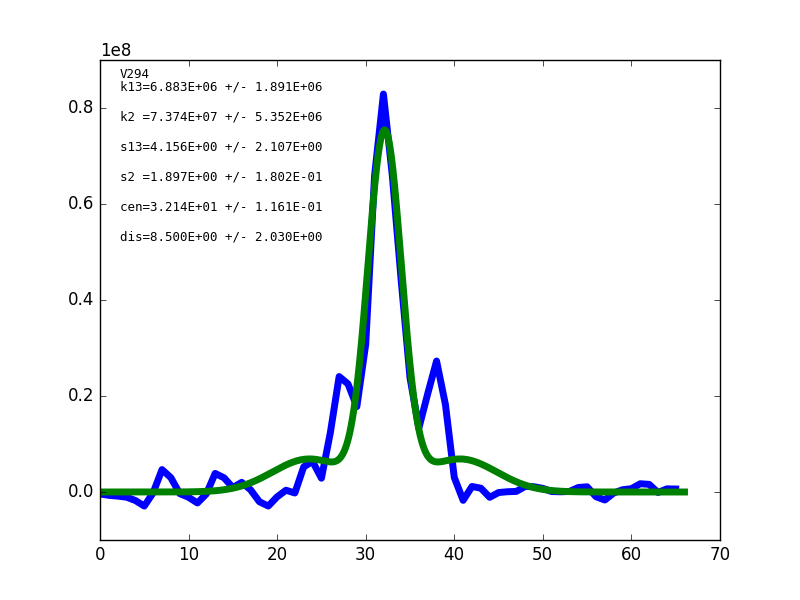 1e8
V294
k13=6.883E+06 +/- 1.891E+06
k2 =7.374E+07 +/- 5.352E+06
s13=4.156E+00 +/- 2.107E+00
s2 =1.897E+00 +/- 1.802E-01
cen=3.214E+01 +/- 1.161E-01
dis=8.500E+00 +/- 2.030E+00
0.8
0.6
0.4
0.2
0.0
0 10 20 30 40 50 60 70